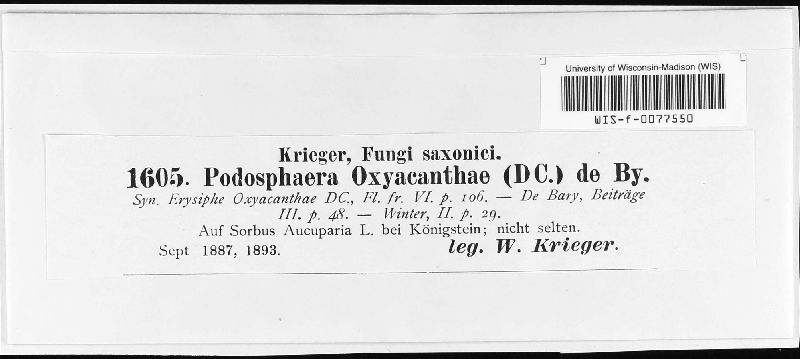 University of Wisconsin-Madison (WIS)
WIS-f-0077550
Krieger, Fungi saxonici.
1605. Podosphaera Oxyacanthae (DC.) de By.
Syn. Erysiphe Oxyacanthae DC., Fl. fr. VI. p. 106. — De Bary, Beiträge
III. p. 48. — Winter, II. p. 29.
Auf Sorbus Aucuparia L. bei Königstein; nicht selten.
Sept 1887, 1893. leg. W. Krieger.